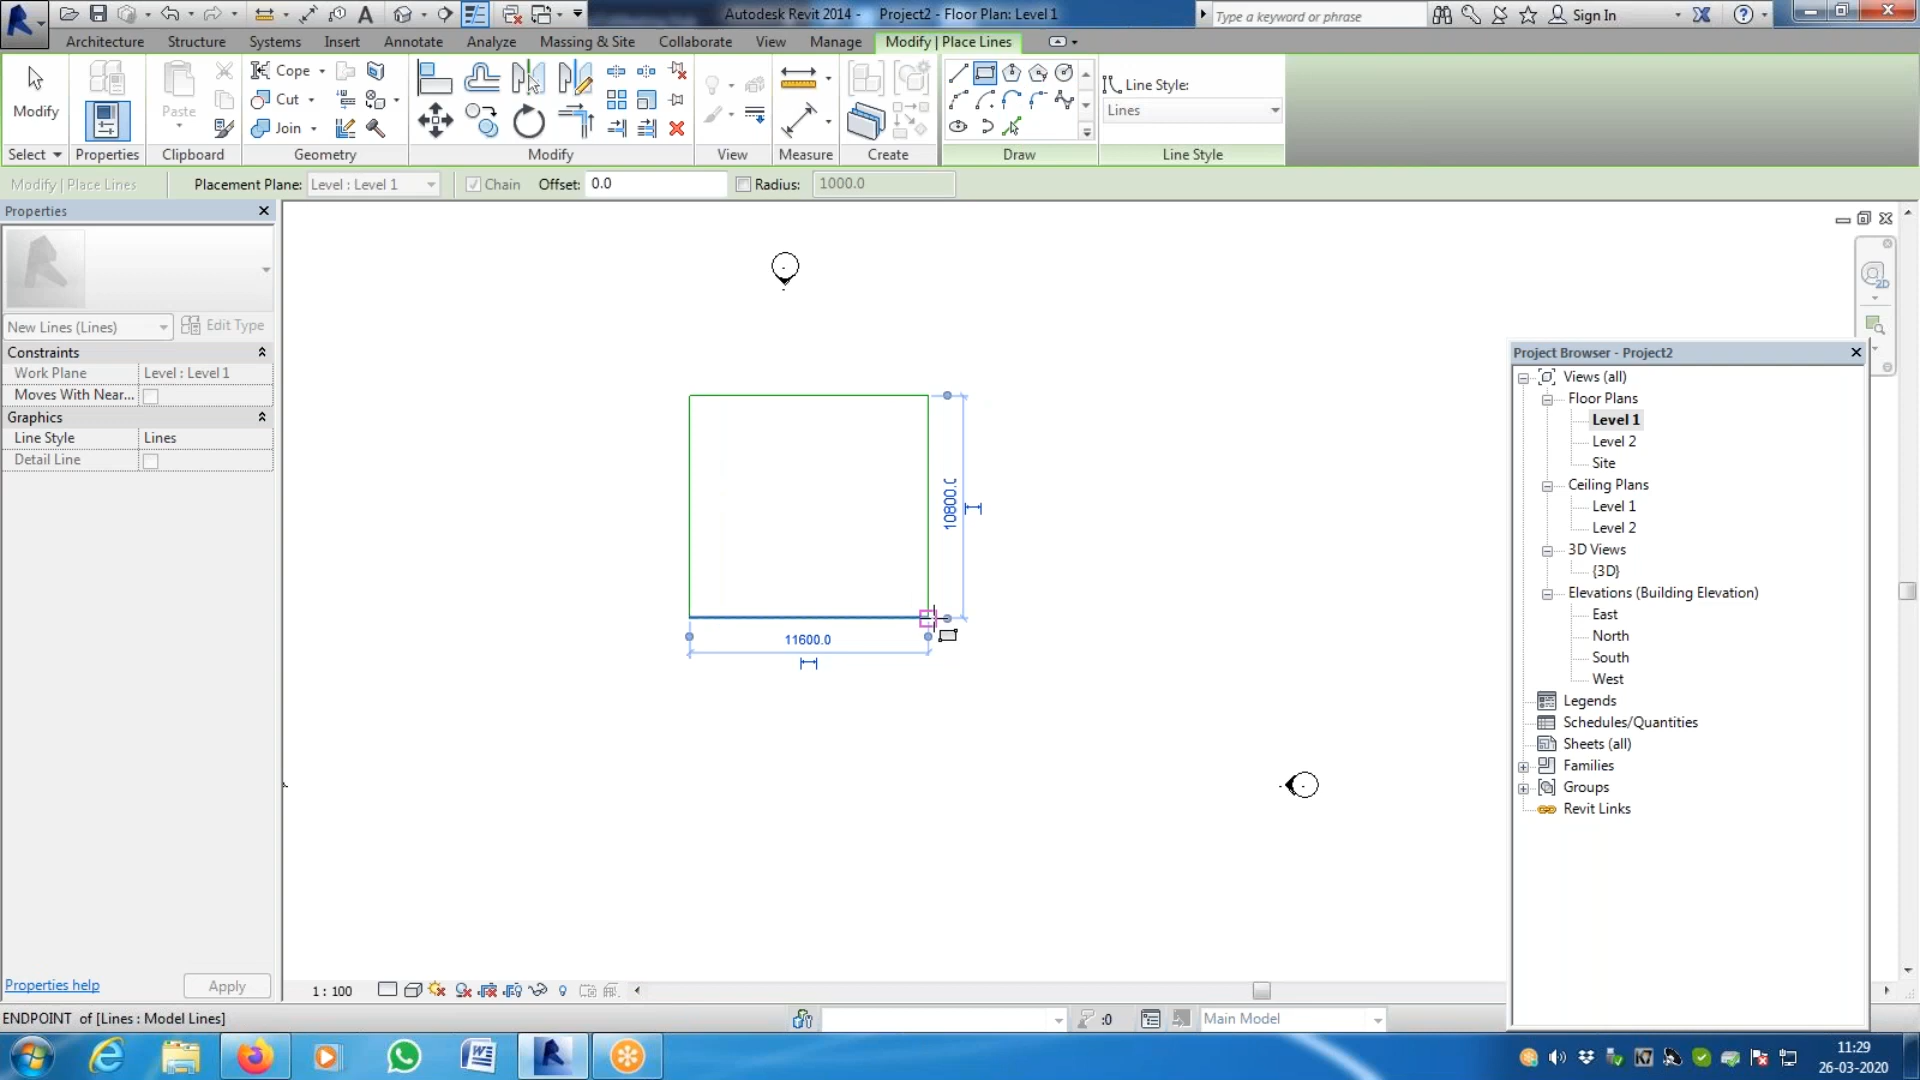 Autodesk Revit 2014 -     Project2 - Floor Plan: Level 1
Type a keyword or phrase
Sign In
Architecture Structure Systems Insert Annotate Analyze Massing & Site Collaborate View Manage Modify | Place Lines
Modify
Paste
Cope
Cut
Join
Line Style:
Lines
Select Properties Clipboard Geometry Modify View Measure Create Draw Line Style
Modify | Place Lines Placement Plane: Level : Level 1 Chain Offset: 0.0 Radius: 1000.0
Properties
New Lines (Lines) Edit Type
Constraints
Work Plane Level : Level 1
Moves With Near...
Graphics
Line Style Lines
Detail Line
Properties help Apply
10800.0
11600.0
Project Browser - Project2
Views (all)
Floor Plans
Level 1
Level 2
Site
Ceiling Plans
Level 1
Level 2
3D Views
{3D}
Elevations (Building Elevation)
East
North
South
West
Legends
Schedules/Quantities
Sheets (all)
Families
Groups
Revit Links
1 : 100
ENDPOINT of [Lines : Model Lines]
:0
Main Model
11:29
26-03-2020